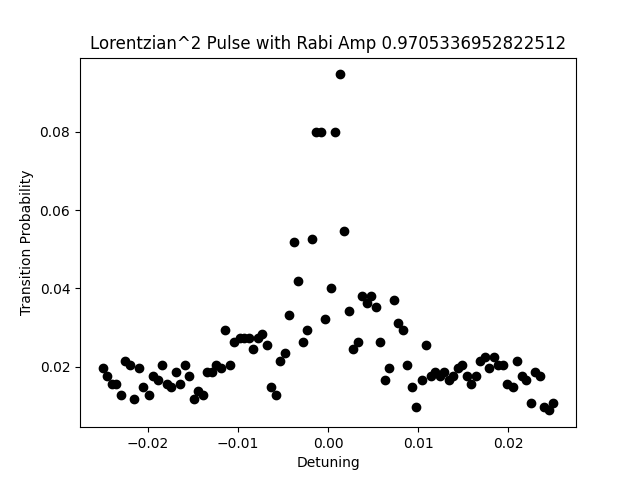 Lorentzian^2 Pulse with Rabi Amp 0.9705336952822512
0.08
0.06
0.04
0.02
Transition Probability
−0.02 −0.01 0.00 0.01 0.02
Detuning